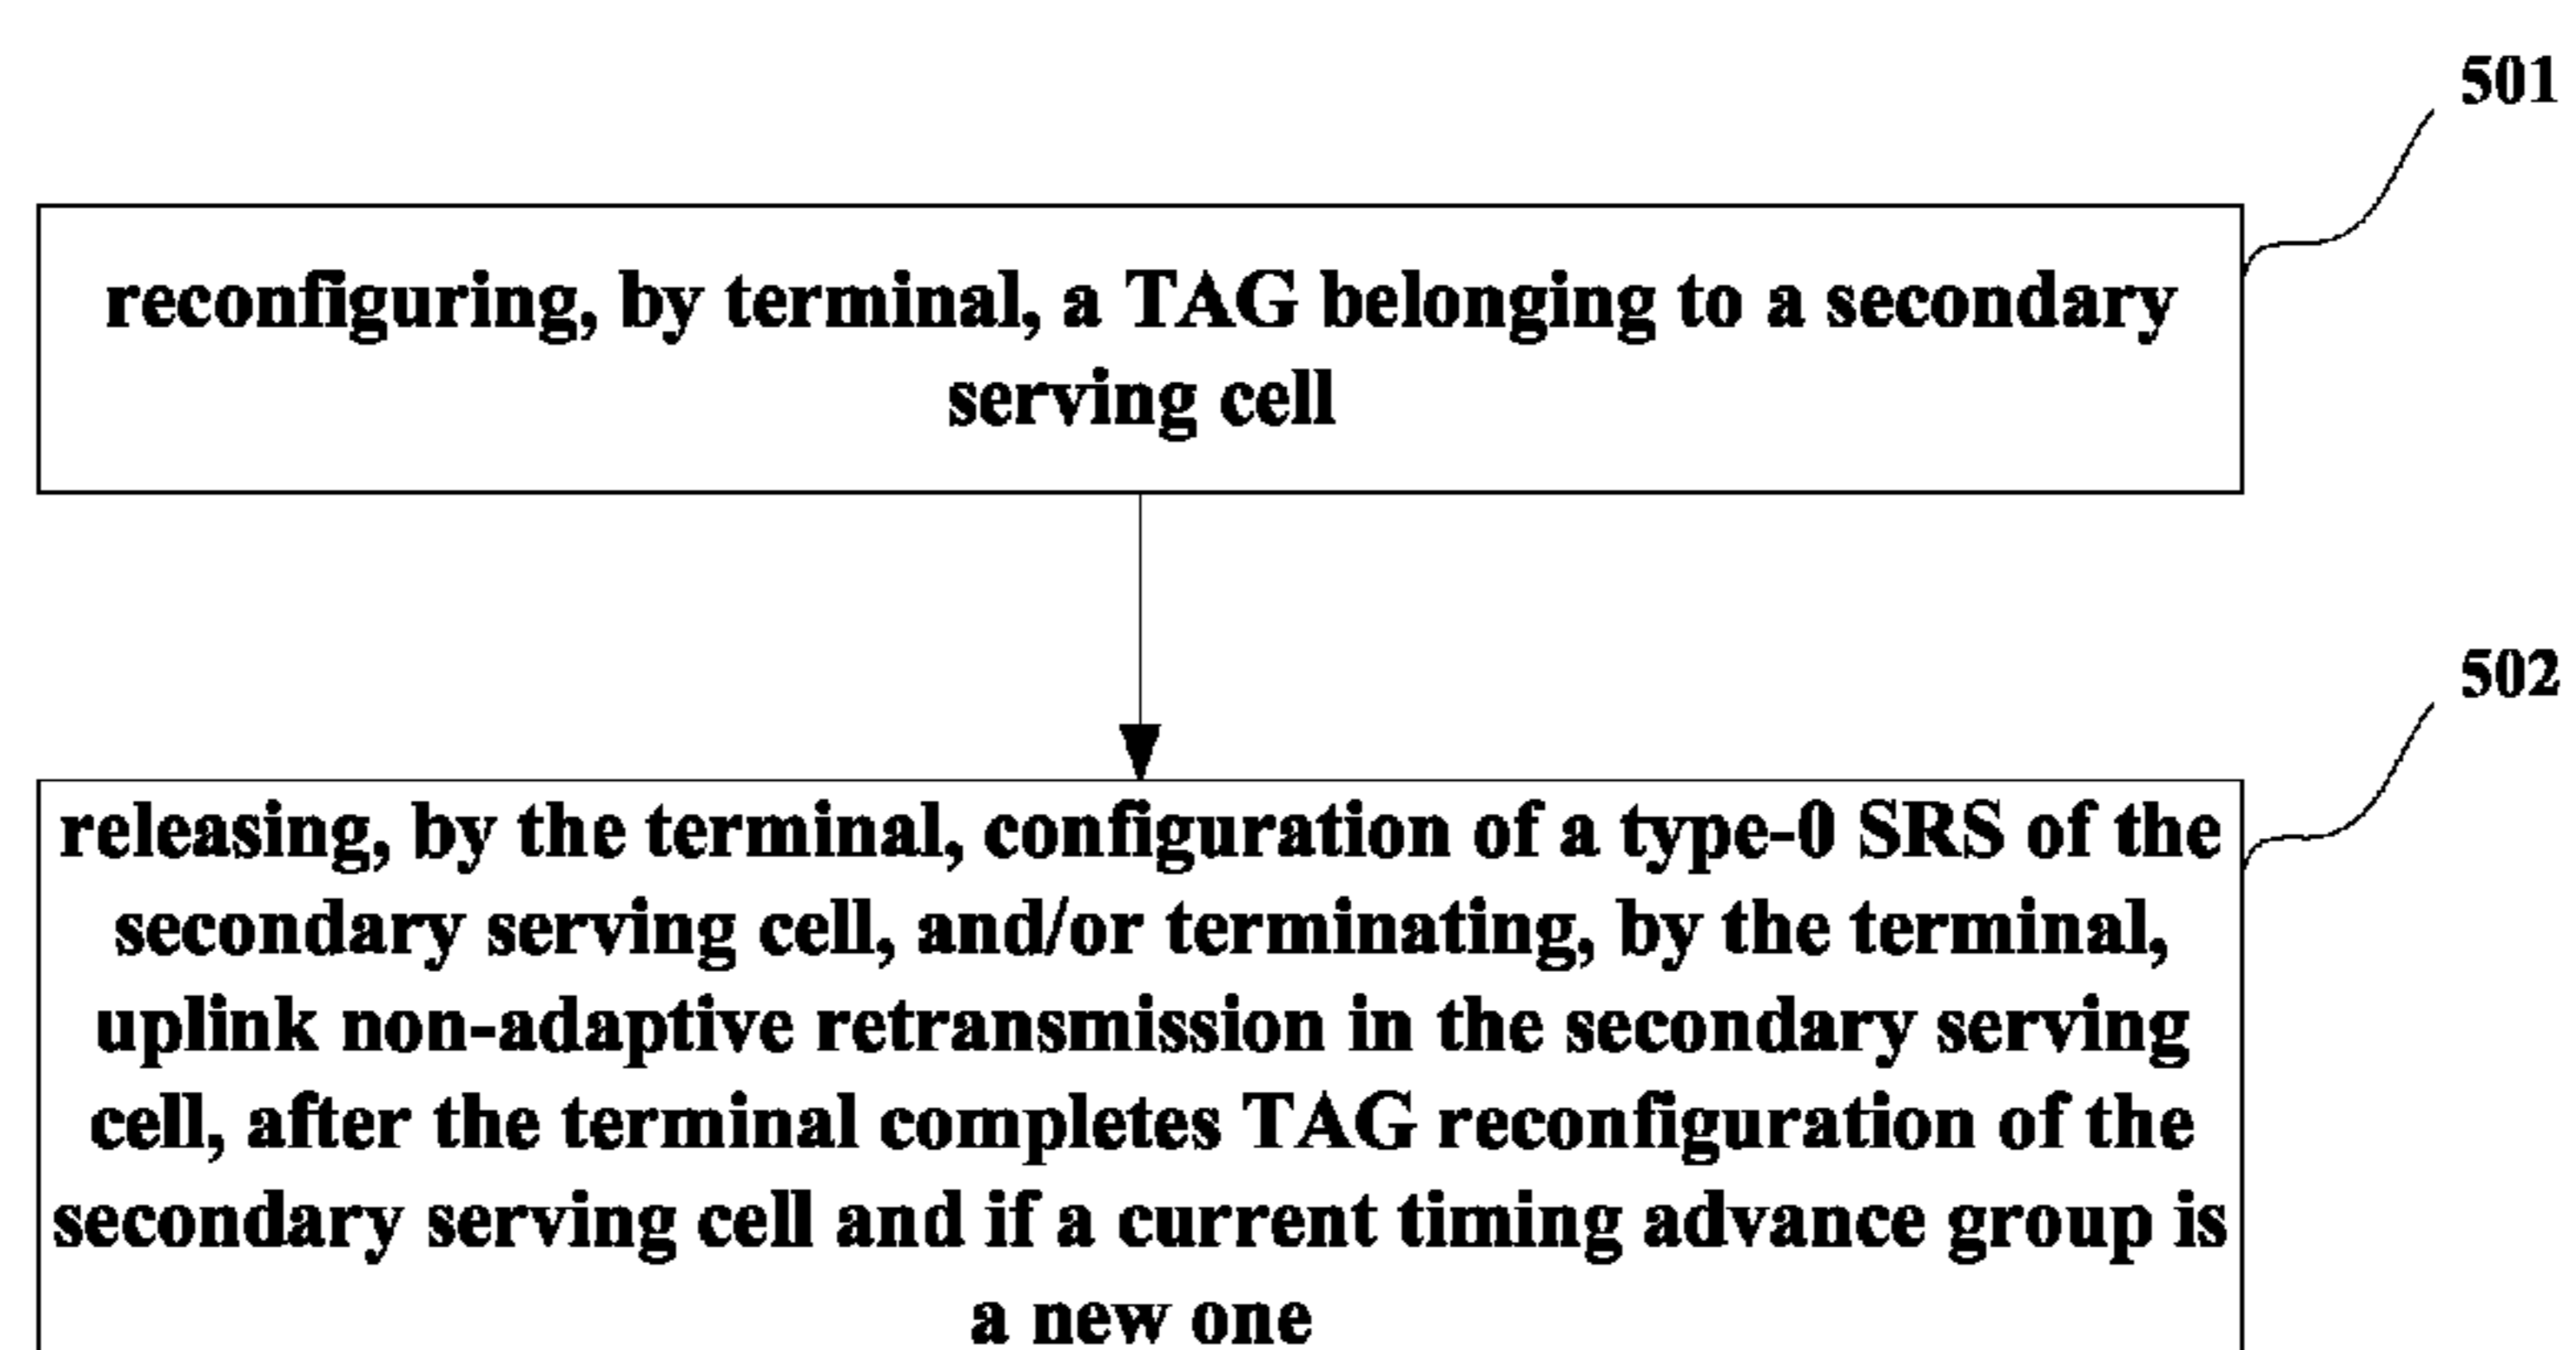 501
reconfiguring, by terminal, a TAG belonging to a secondary
serving cell
502
releasing, by the terminal, configuration of a type-0 SRS of the
secondary serving cell, and/or terminating, by the terminal,
uplink non-adaptive retransmission in the secondary serving
cell, after the terminal completes TAG reconfiguration of the
secondary serving cell and if a current timing advance group is
a new one